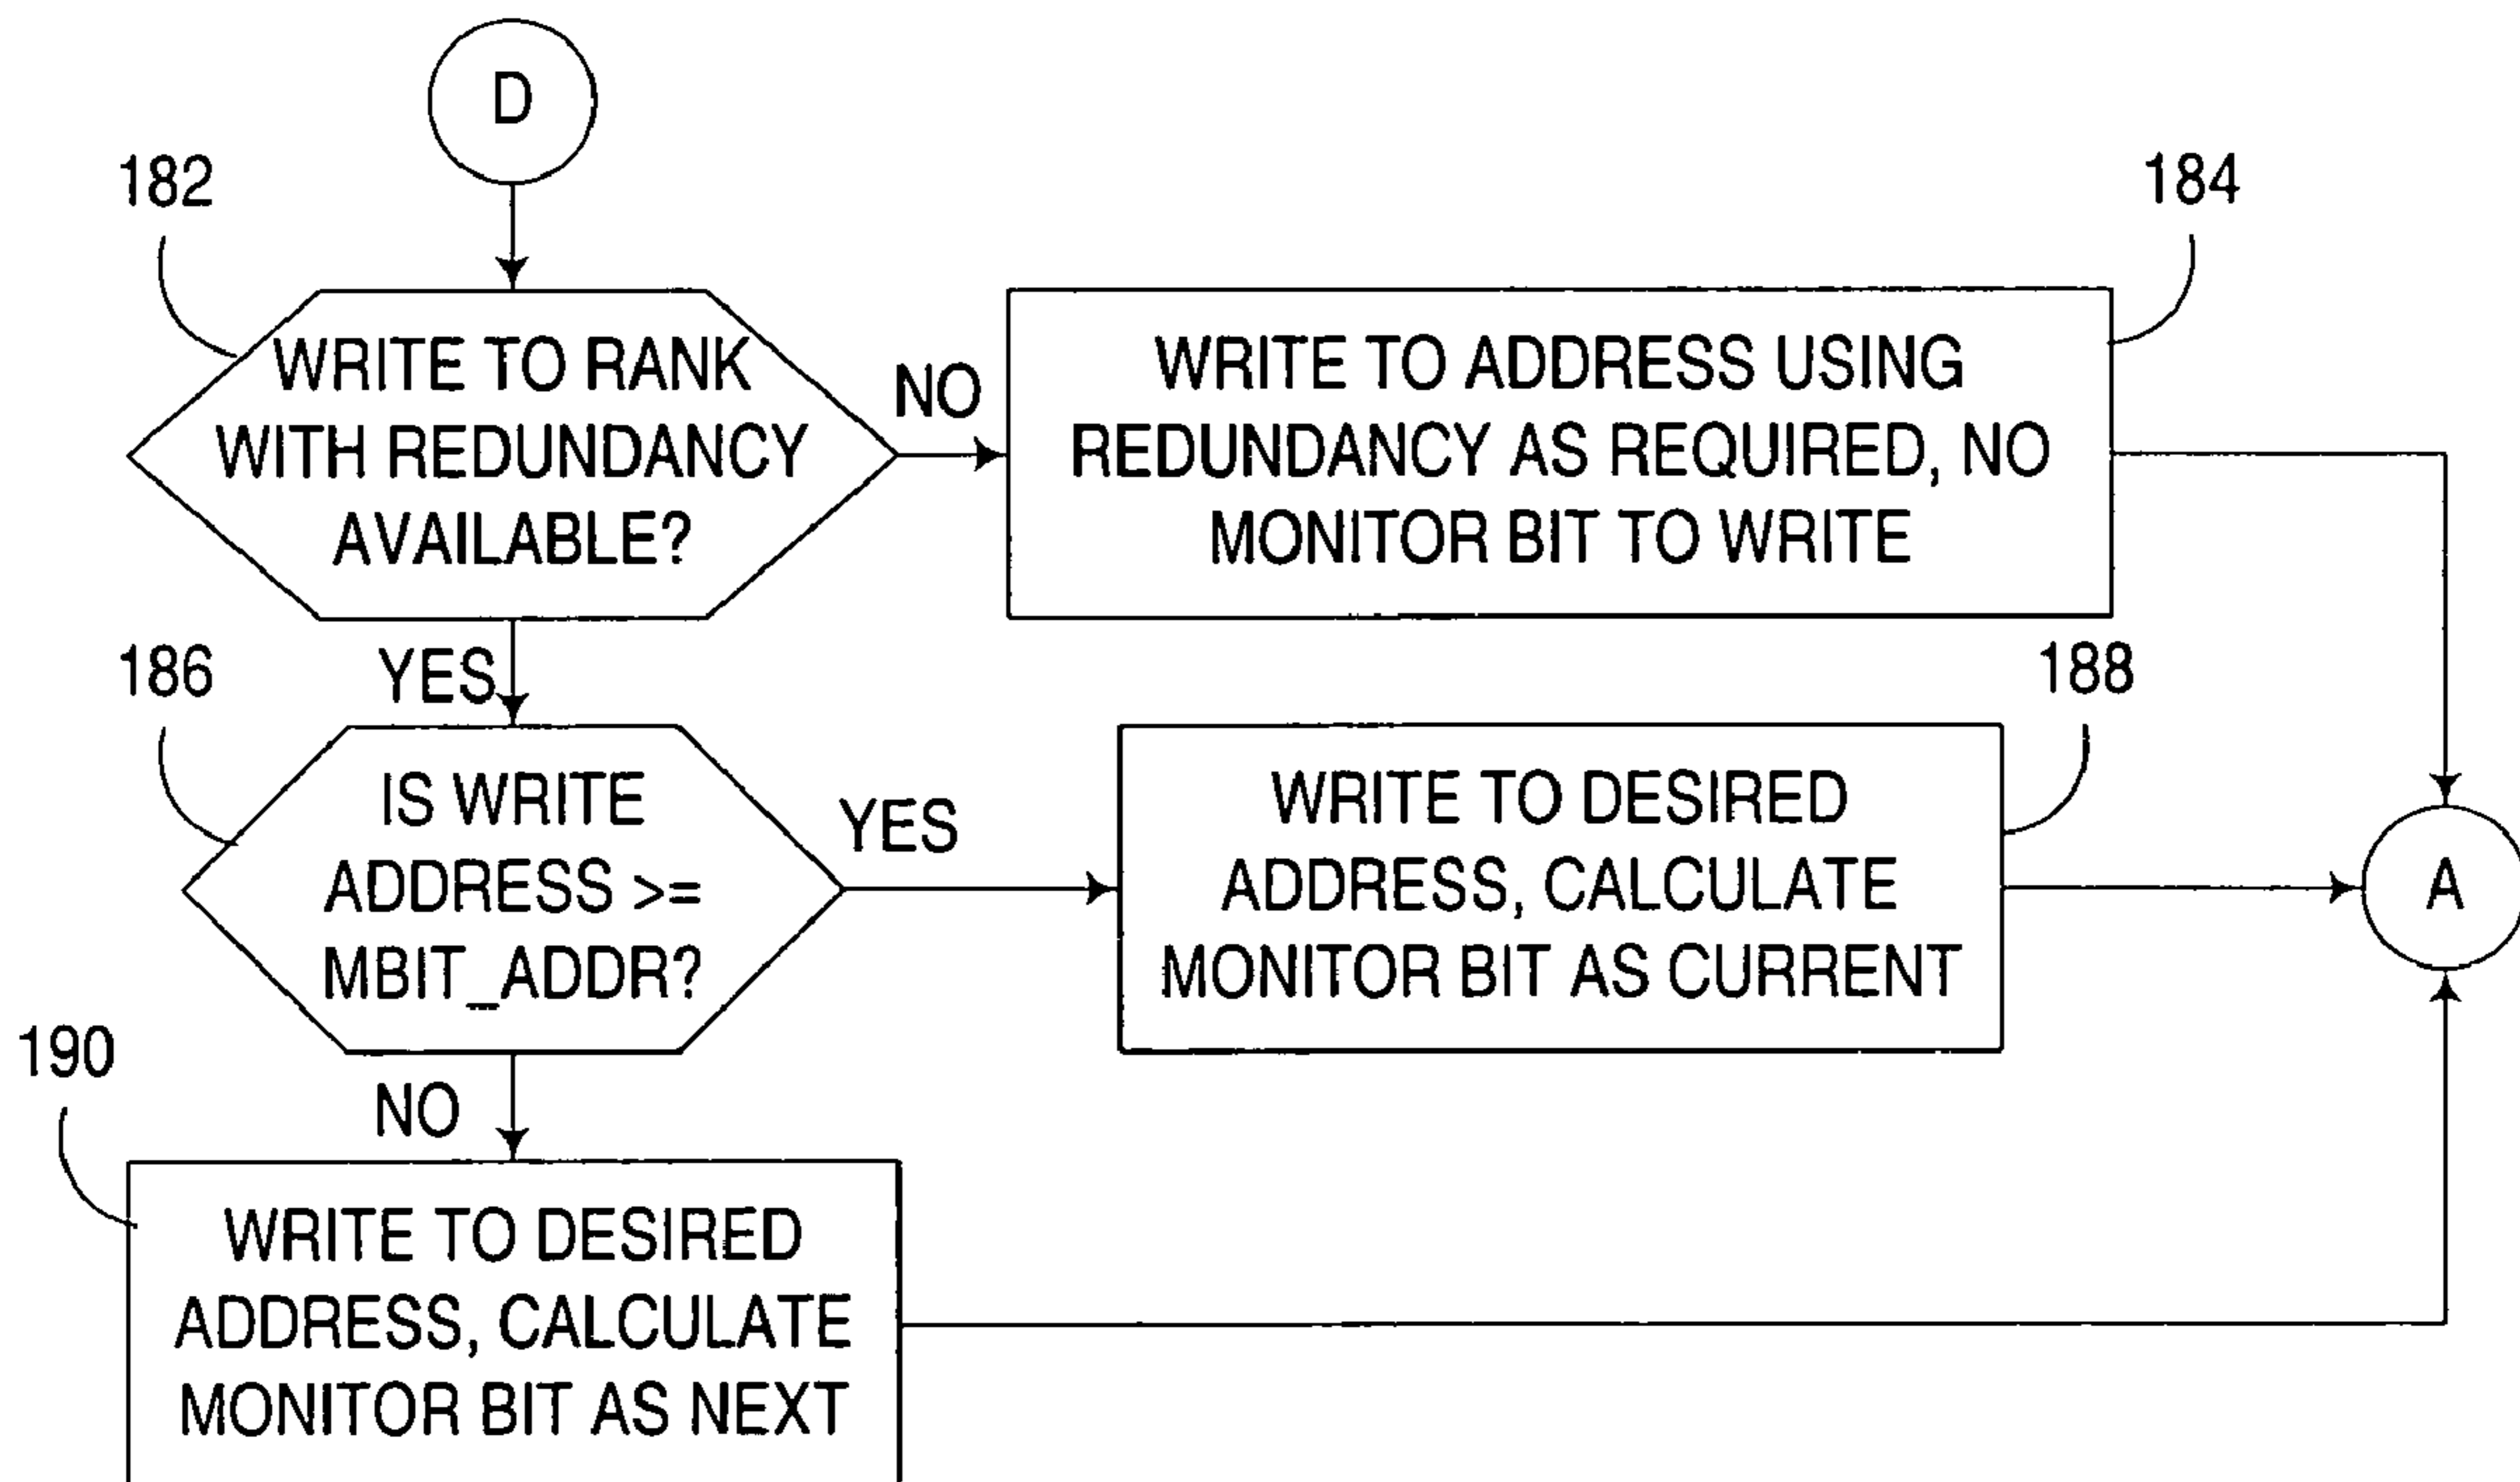 D
182
184
WRITE TO RANK
WITH REDUNDANCY
AVAILABLE?
NO
WRITE TO ADDRESS USING
REDUNDANCY AS REQUIRED, NO
MONITOR BIT TO WRITE
YES
186
188
IS WRITE
ADDRESS >=
MBIT_ADDR?
YES
WRITE TO DESIRED
ADDRESS, CALCULATE
MONITOR BIT AS CURRENT
A
190
NO
WRITE TO DESIRED
ADDRESS, CALCULATE
MONITOR BIT AS NEXT